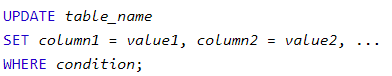 UPDATE table_name
SET column1 = value1, column2 = value2, ...
WHERE condition;